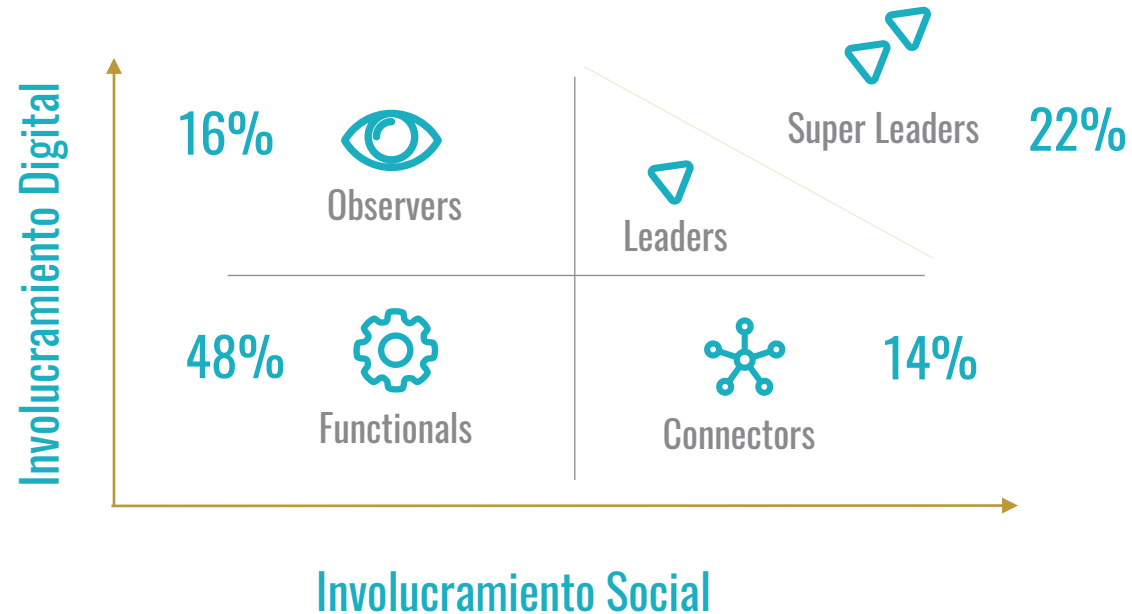 Involucramiento Digital
16%
Observers
Super Leaders
22%
Leaders
48%
Functionals
14%
Connectors
Involucramiento Social